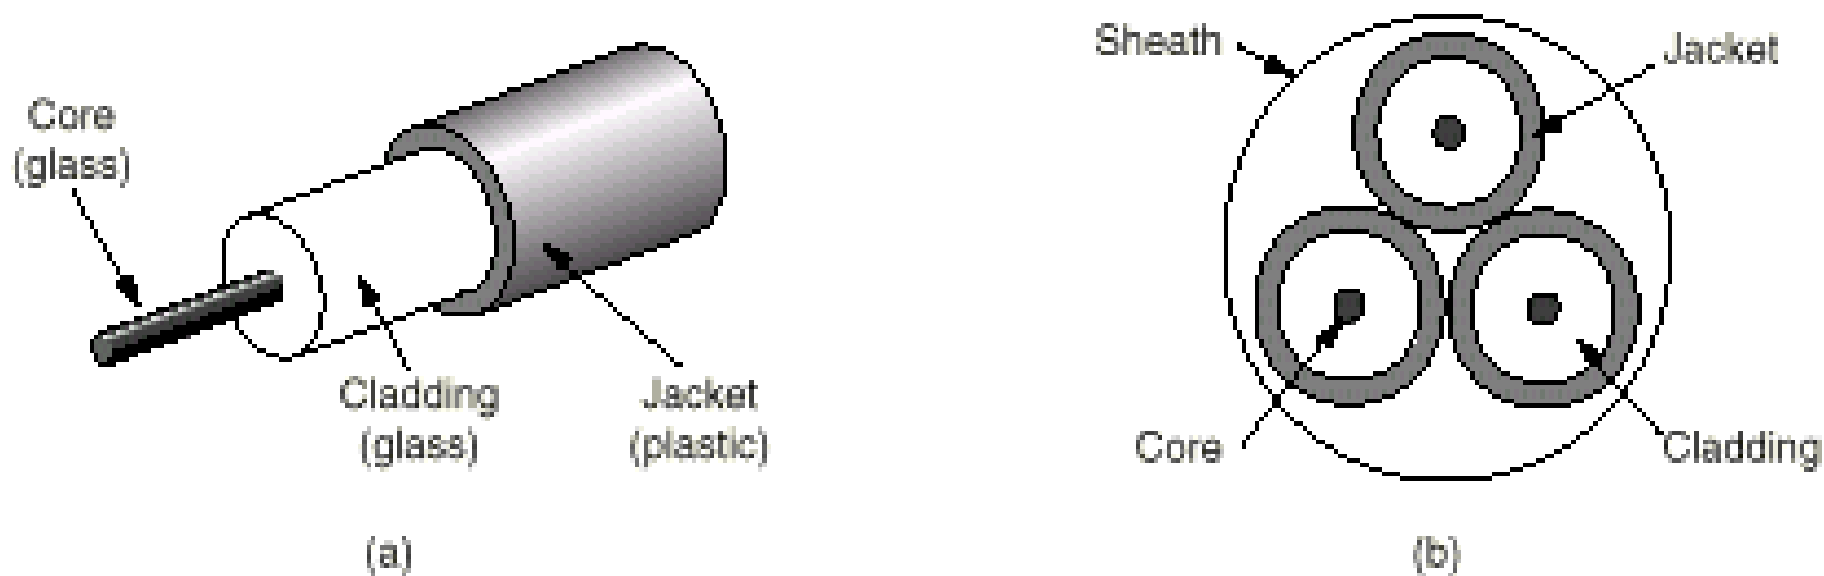 Core
(glass)
Cladding
(glass)
Jacket
(plastic)
(a)
Sheath
Jacket
Core
Cladding
(b)